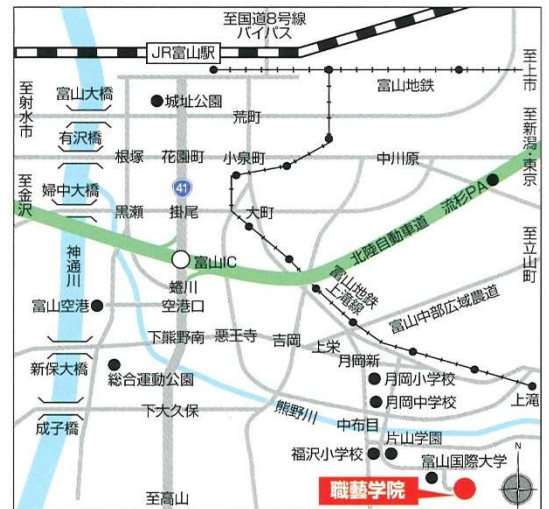 至国道8号線
バイパス
JR富山駅
至上市
富山地鉄
至射水市
富山大橋
城址公園
荒町
有沢橋
至新潟・東京
根塚
花園町
小泉町
中川原
至金沢
婦中大橋
41
流杉PA
黒瀬
掛尾
大町
北陸自動車道
至立山町
神通川
富山IC
蜷川
富山地鉄
上滝線
富山空港
空港口
富山中部広域農道
下熊野南
悪王寺
吉岡
上栄
月岡新
新保大橋
総合運動公園
月岡小学校
上滝
月岡中学校
下大久保
熊野川
成子橋
中布目
片山学園
福沢小学校
富山国際大学
N
職藝学院
至高山